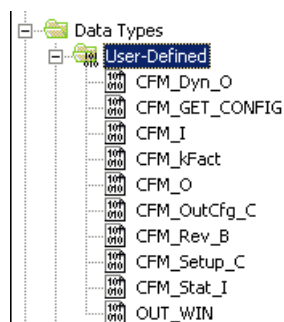 Data Types
User-Defined
CFM_Dyn_O
CFM_GET_CONFIG
CFM_I
CFM_kFact
CFM_O
CFM_OutCfg_C
CFM_Rev_B
CFM_Setup_C
CFM_Stat_I
OUT_WIN